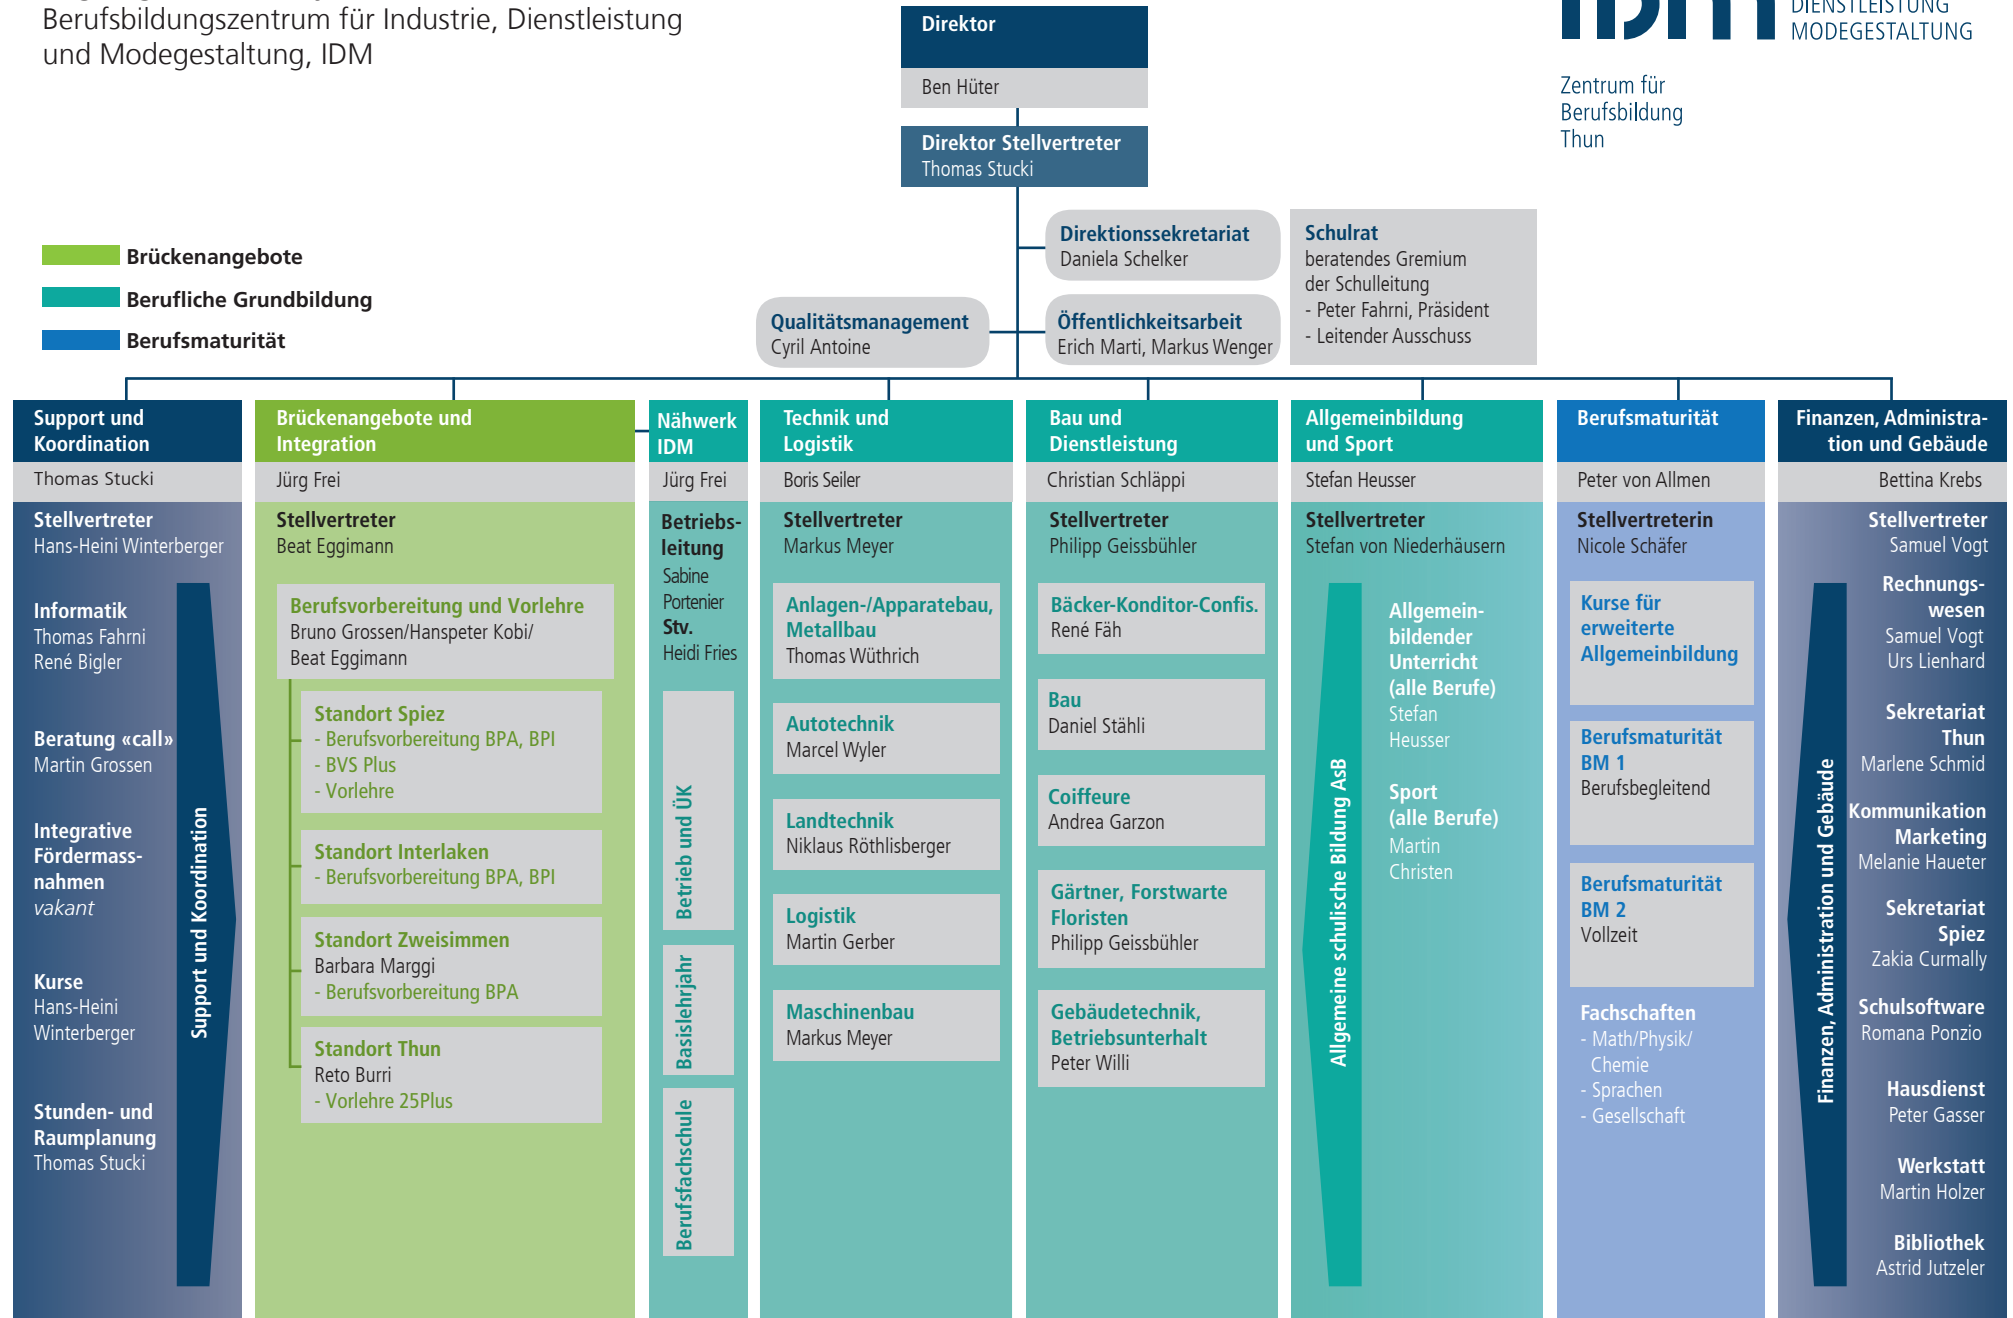 Berufsbildungszentrum für Industrie, Dienstleistung
und Modegestaltung, IDM
Direktor
Ben Hüter
Direktor Stellvertreter
Thomas Stucki
IDM
DIENSTLEISTUNG
MODEGESTALTUNG
Zentrum für
Berufsbildung
Thun
Brückenangebote
Berufliche Grundbildung
Berufsmaturität
Direktionssekretariat
Daniela Schelker
Qualitätsmanagement
Cyril Antoine
Öffentlichkeitsarbeit
Erich Marti, Markus Wenger
Schulrat
beratendes Gremium
der Schulleitung
- Peter Fahrni, Präsident
- Leitender Ausschuss
Support und
Koordination
Thomas Stucki
Stellvertreter
Hans-Heini Winterberger
Informatik
Thomas Fahrni
René Bigler
Beratung «call»
Martin Grossen
Integrative
Fördermass-
nahmen
vakant
Kurse
Hans-Heini
Winterberger
Stunden- und
Raumplanung
Thomas Stucki
Support und Koordination
Brückenangebote und
Integration
Jürg Frei
Stellvertreter
Beat Eggimann
Berufsvorbereitung und Vorlehre
Bruno Grossen/Hanspeter Kobi/
Beat Eggimann
Standort Spiez
- Berufsvorbereitung BPA, BPI
- BVS Plus
- Vorlehre
Standort Interlaken
- Berufsvorbereitung BPA, BPI
Standort Zweisimmen
Barbara Marggi
- Berufsvorbereitung BPA
Standort Thun
Reto Burri
- Vorlehre 25Plus
Nähwerk
IDM
Jürg Frei
Betriebs-
leitung
Sabine
Portenier
Stv.
Heidi Fries
Betrieb und ÜK
Basislehrjahr
Berufsfachschule
Technik und
Logistik
Boris Seiler
Stellvertreter
Markus Meyer
Anlagen-/Apparatebau,
Metallbau
Thomas Wüthrich
Autotechnik
Marcel Wyler
Landtechnik
Niklaus Röthlisberger
Logistik
Martin Gerber
Maschinenbau
Markus Meyer
Bau und
Dienstleistung
Christian Schläppi
Stellvertreter
Philipp Geissbühler
Bäcker-Konditor-Confis.
René Fäh
Bau
Daniel Stähli
Coiffeure
Andrea Garzon
Gärtner, Forstwarte
Floristen
Philipp Geissbühler
Gebäudetechnik,
Betriebsunterhalt
Peter Willi
Allgemeinbildung
und Sport
Stefan Heusser
Stellvertreter
Stefan von Niederhäusern
Allgemeine schulische Bildung AsB
Allgemein-
bildender
Unterricht
(alle Berufe)
Stefan
Heusser
Sport
(alle Berufe)
Martin
Christen
Berufsmaturität
Peter von Allmen
Stellvertreterin
Nicole Schäfer
Kurse für
erweiterte
Allgemeinbildung
Berufsmaturität
BM 1
Berufsbegleitend
Berufsmaturität
BM 2
Vollzeit
Fachschaften
- Math/Physik/
Chemie
- Sprachen
- Gesellschaft
Finanzen, Administra-
tion und Gebäude
Bettina Krebs
Stellvertreter
Samuel Vogt
Finanzen, Administration und Gebäude
Rechnungs-
wesen
Samuel Vogt
Urs Lienhard
Sekretariat
Thun
Marlene Schmid
Kommunikation
Marketing
Melanie Haueter
Sekretariat
Spiez
Zakia Curmally
Schulsoftware
Romana Ponzio
Hausdienst
Peter Gasser
Werkstatt
Martin Holzer
Bibliothek
Astrid Jutzeler